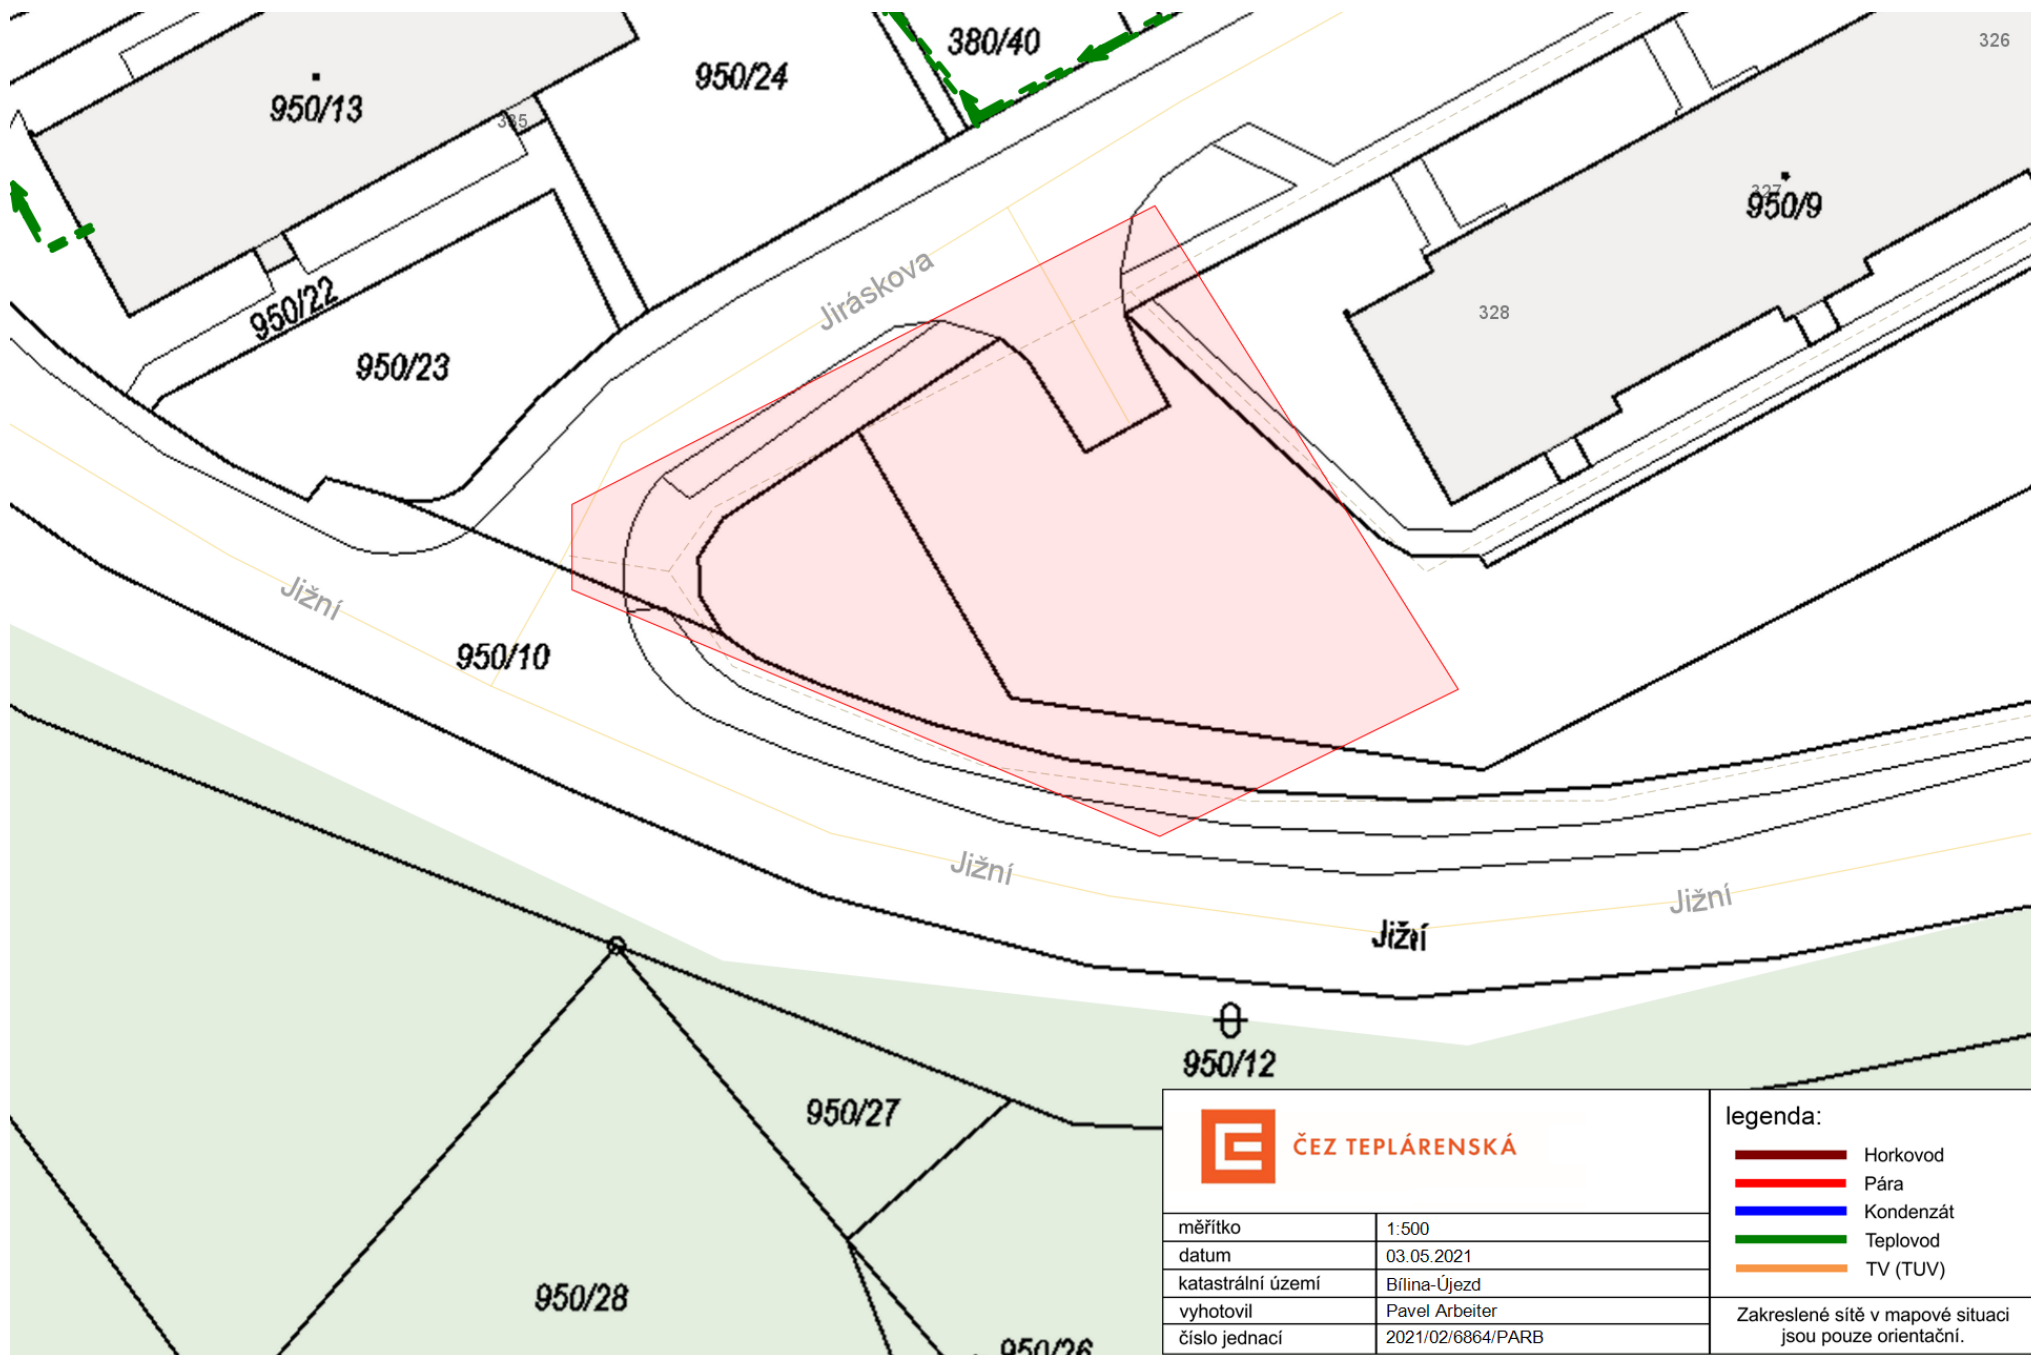 380/40
326
950/24
950/13
335
327
950/9
Jiráskova
950/22
328
950/23
Jižní
950/10
Jižní
Jižní
Jižní
950/12
950/27
950/28
950/26
ČEZ TEPLÁRENSKÁ
měřítko 1:500
datum 03.05.2021
katastrální území Bílina-Újezd
vyhotovil Pavel Arbeiter
číslo jednací 2021/02/6864/PARB
legenda:
Horkovod
Pára
Kondenzát
Teplovod
TV (TUV)
Zakreslené sítě v mapové situaci
jsou pouze orientační.